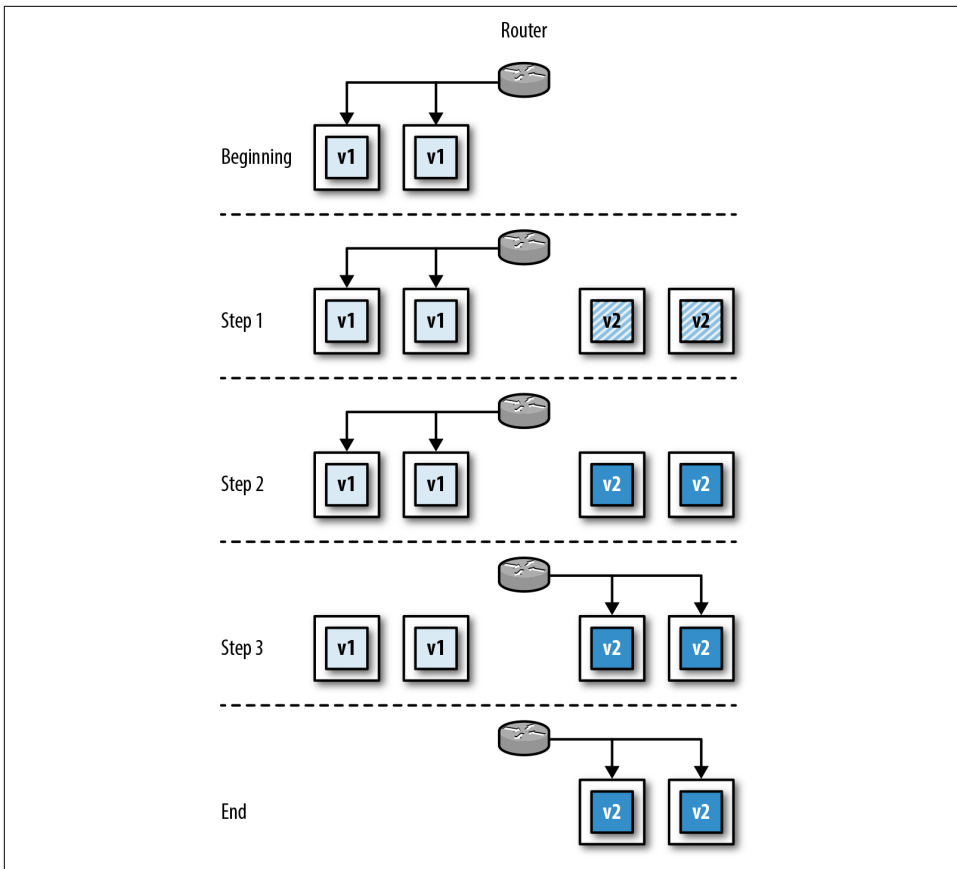 Router
Beginning
v1 v1
Step 1
v1 v1 v2 v2
Step 2
v1 v1 v2 v2
Step 3
v1 v1 v2 v2
End
v2 v2